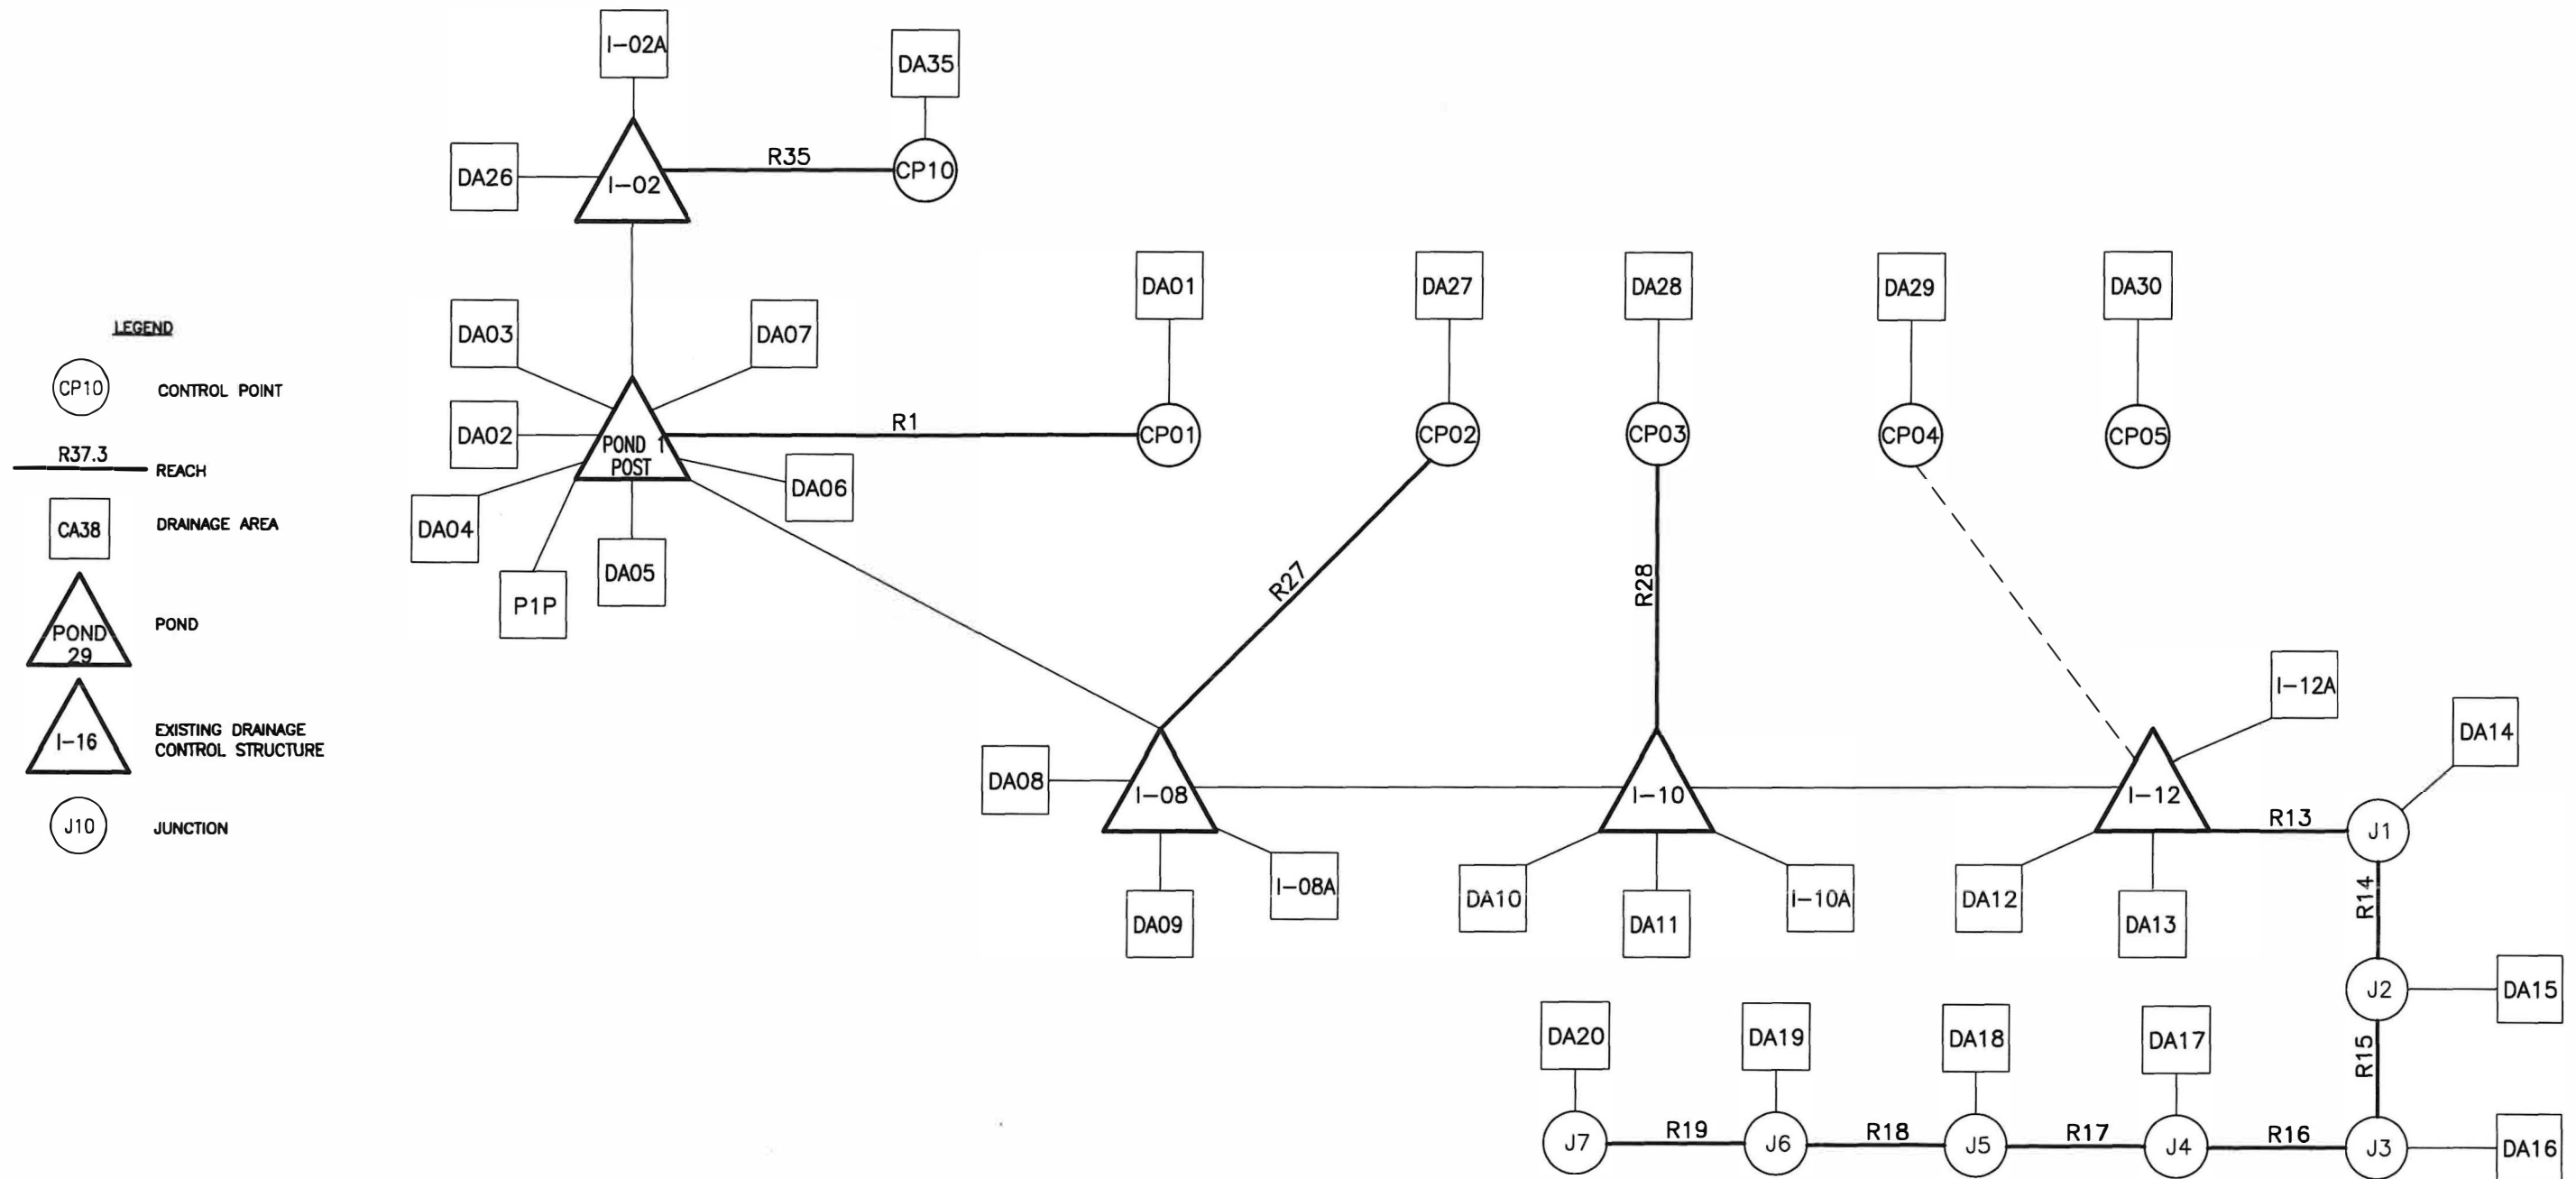 I-02A
DA35
DA26
I-02
R35
CP10
DA01
DA27
DA28
DA29
DA30
LEGEND
CP10
CONTROL POINT
R37.3
REACH
CA38
DRAINAGE AREA
POND
29
POND
I-16
EXISTING DRAINAGE
CONTROL STRUCTURE
J10
JUNCTION
DA03
DA07
DA02
POND 1
POST
R1
CP01
CP02
CP03
CP04
CP05
DA04
DA06
P1P
DA05
R27
R28
I-12A
DA14
DA08
I-08
I-10
I-12
R13
J1
DA09
I-08A
DA10
DA11
I-10A
DA12
DA13
R14
J2
DA15
R15
DA20
DA19
DA18
DA17
J7
R19
J6
R18
J5
R17
J4
R16
J3
DA16